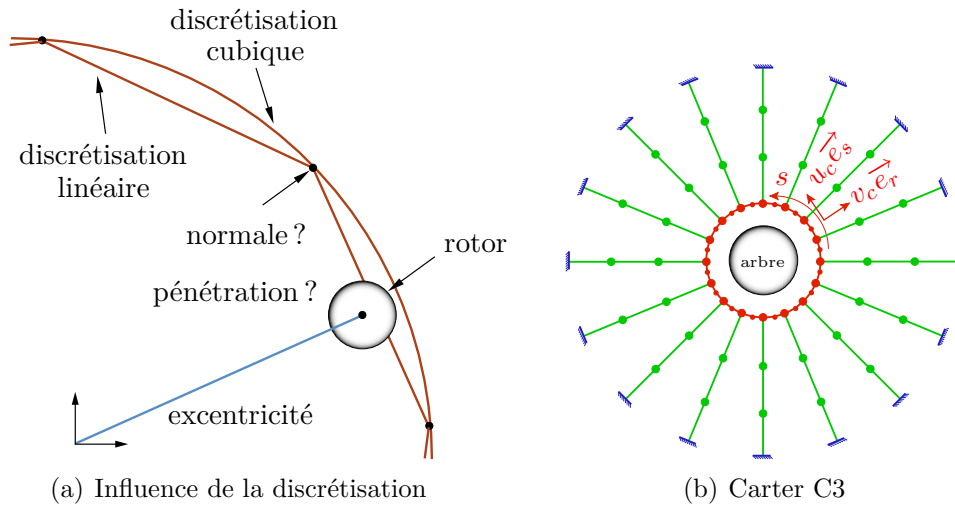 discrétisation
cubique
discrétisation
linéaire
normale ?
rotor
pénétration ?
excentricité
(a) Influence de la discrétisation
s
u_c e_s
v_c e_r
arbre
(b) Carter C3